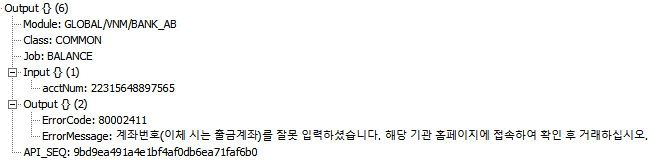 Output {} (6)
Module: GLOBAL/VNM/BANK_AB
Class: COMMON
Job: BALANCE
Input {} (1)
acctNum: 22315648897565
Output {} (2)
ErrorCode: 80002411
ErrorMessage: 계좌번호(이체 시는 출금계좌)를 잘못 입력하셨습니다. 해당 기관 홈페이지에 접속하여 확인 후 거래하십시오.
API_SEQ: 9bd9ea491a4e1bf4af0db6ea71faf6b0